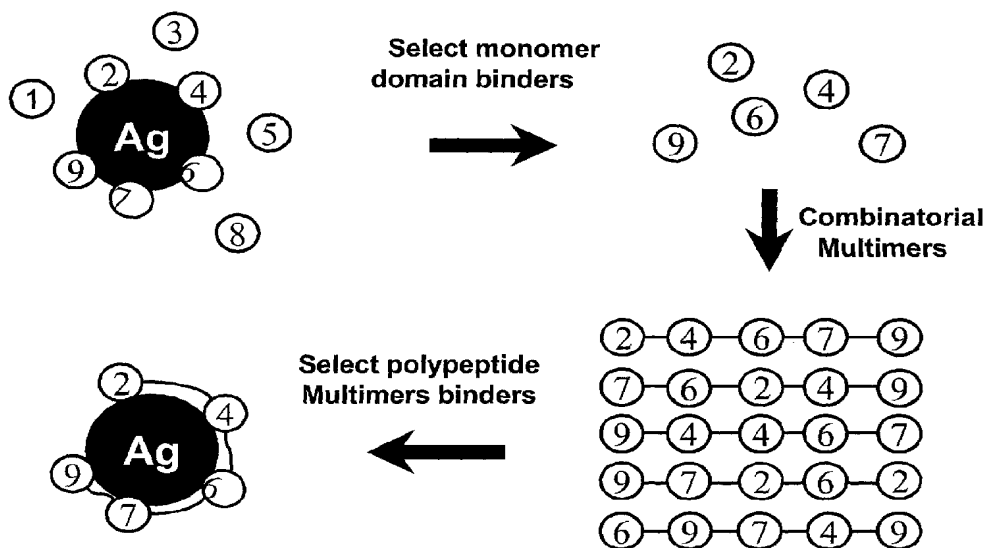 3
Select monomer
domain binders
2
1
2
4
4
6
Ag
5
9
7
9
6
7
8
Combinatorial
Multimers
2 4 6 7 9
Select polypeptide
Multimers binders
7 6 2 4 9
2
4
9 4 4 6 7
Ag
9
6
9 7 2 6 2
7
6 9 7 4 9